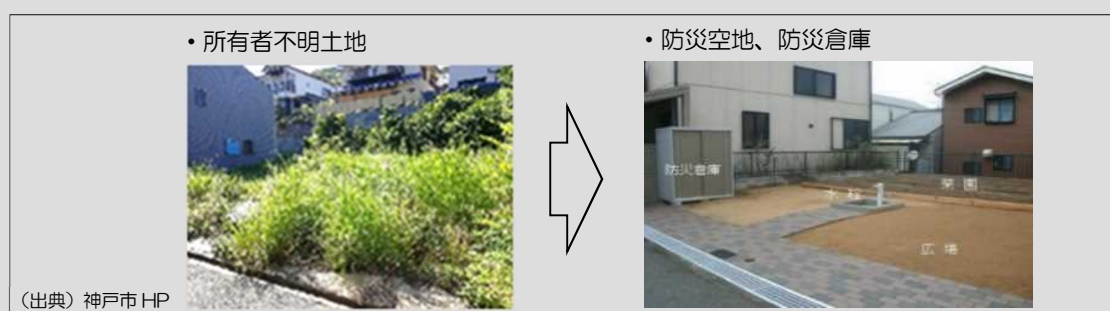 ・所有者不明土地
・防災空地、防災倉庫
防災倉庫
水栓
菜園
広場
（出典）神戸市 HP